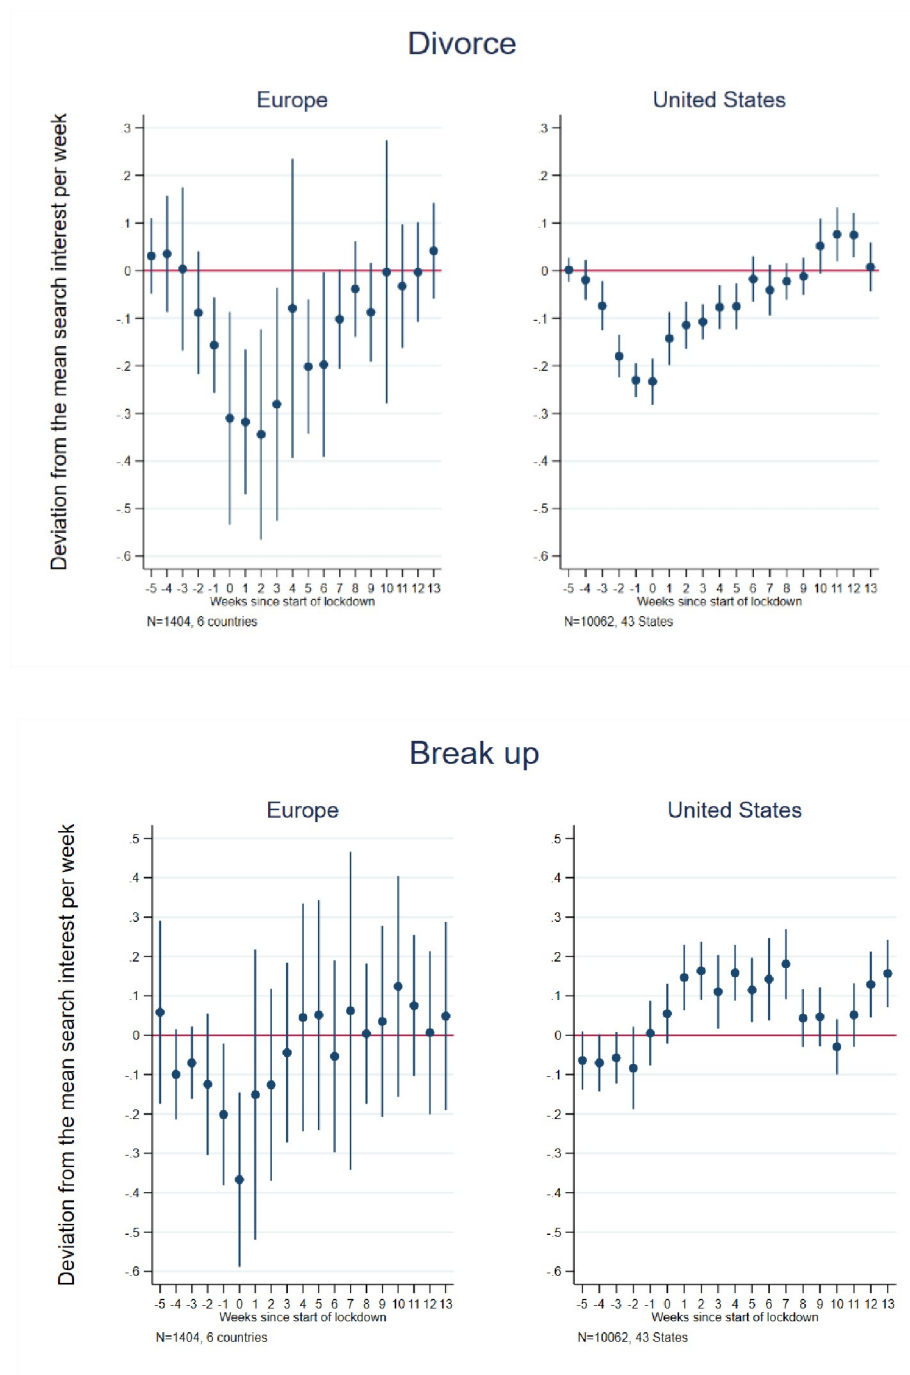 Divorce
Europe
United States
Deviation from the mean search interest per week
.3
.2
.1
0
-.1
-.2
-.3
-.4
-.5
-.6
-5 -4 -3 -2 -1 0 1 2 3 4 5 6 7 8 9 10 11 12 13
Weeks since start of lockdown
N=1404, 6 countries
.3
.2
.1
0
-.1
-.2
-.3
-.4
-.5
-.6
-5 -4 -3 -2 -1 0 1 2 3 4 5 6 7 8 9 10 11 12 13
Weeks since start of lockdown
N=10062, 43 States
Break up
Europe
United States
Deviation from the mean search interest per week
.5
.4
.3
.2
.1
0
-.1
-.2
-.3
-.4
-.5
-.6
-5 -4 -3 -2 -1 0 1 2 3 4 5 6 7 8 9 10 11 12 13
Weeks since start of lockdown
N=1404, 6 countries
.5
.4
.3
.2
.1
0
-.1
-.2
-.3
-.4
-.5
-.6
-5 -4 -3 -2 -1 0 1 2 3 4 5 6 7 8 9 10 11 12 13
Weeks since start of lockdown
N=10062, 43 States